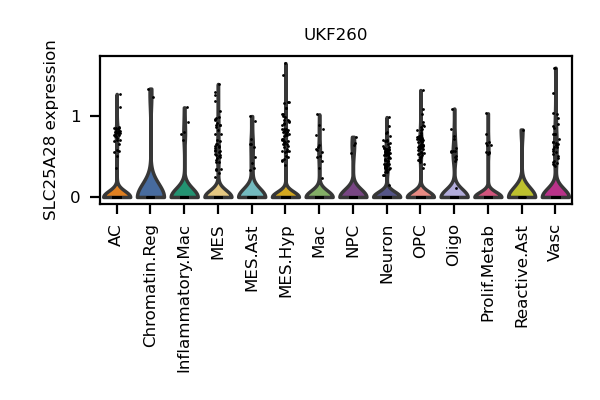 UKF260
SLC25A28 expression
1
0
AC
Chromatin.Reg
Inflammatory.Mac
MES
MES.Ast
MES.Hyp
Mac
NPC
Neuron
OPC
Oligo
Prolif.Metab
Reactive.Ast
Vasc